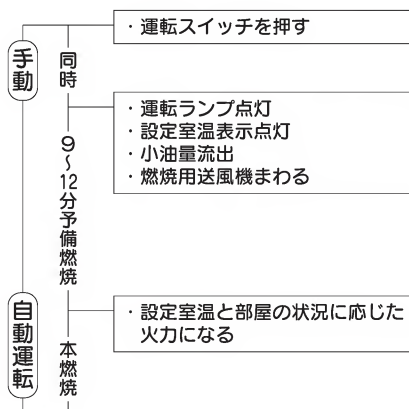 ・運転スイッチを押す
手動
同時
・運転ランプ点灯
・設定室温表示点灯
・小油量流出
・燃焼用送風機まわる
9～12分予備燃焼
・設定室温と部屋の状況に応じた
火力になる
自動運転
本燃焼